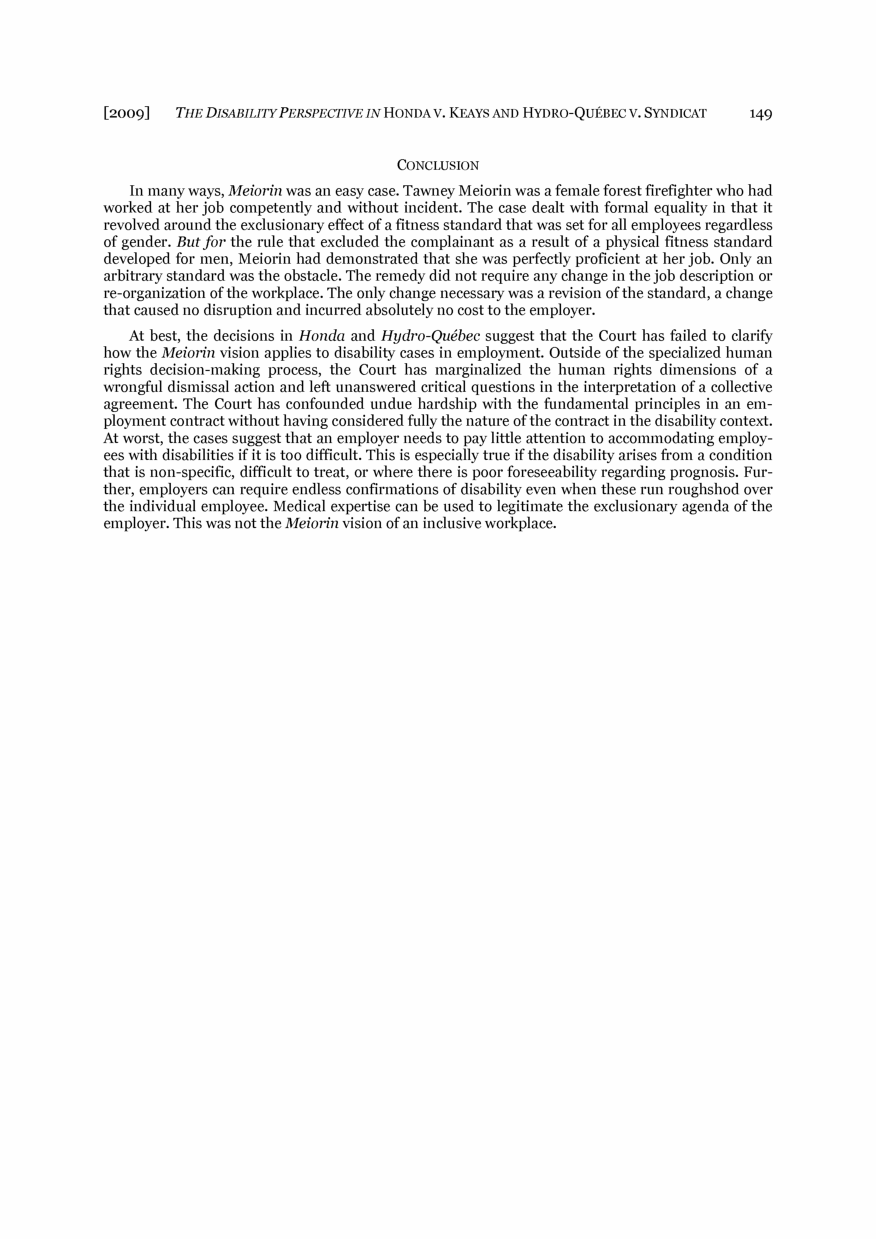 [2009] THE DISABILITY PERSPECTIVE IN HONDA V. KEAYS AND HYDRO-QUÉBEC V. SYNDICAT 149
CONCLUSION
In many ways, Meiorin was an easy case. Tawney Meiorin was a female forest firefighter who had
worked at her job competently and without incident. The case dealt with formal equality in that it
revolved around the exclusionary effect of a fitness standard that was set for all employees regardless
of gender. But for the rule that excluded the complainant as a result of a physical fitness standard
developed for men, Meiorin had demonstrated that she was perfectly proficient at her job. Only an
arbitrary standard was the obstacle. The remedy did not require any change in the job description or
re-organization of the workplace. The only change necessary was a revision of the standard, a change
that caused no disruption and incurred absolutely no cost to the employer.
At best, the decisions in Honda and Hydro-Québec suggest that the Court has failed to clarify
how the Meiorin vision applies to disability cases in employment. Outside of the specialized human
rights decision-making process, the Court has marginalized the human rights dimensions of a
wrongful dismissal action and left unanswered critical questions in the interpretation of a collective
agreement. The Court has confounded undue hardship with the fundamental principles in an em-
ployment contract without having considered fully the nature of the contract in the disability context.
At worst, the cases suggest that an employer needs to pay little attention to accommodating employ-
ees with disabilities if it is too difficult. This is especially true if the disability arises from a condition
that is non-specific, difficult to treat, or where there is poor foreseeability regarding prognosis. Fur-
ther, employers can require endless confirmations of disability even when these run roughshod over
the individual employee. Medical expertise can be used to legitimate the exclusionary agenda of the
employer. This was not the Meiorin vision of an inclusive workplace.